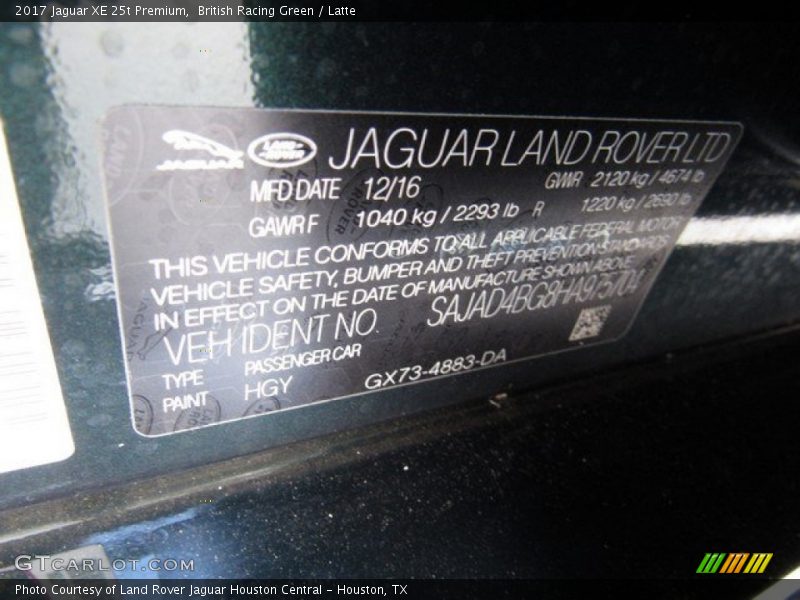 2017 Jaguar XE 25t Premium, British Racing Green / Latte
JAGUAR LAND-ROVER JAGUAR LAND ROVER LTD
MFD DATE 12/16 GWR 2120 kg / 4674 lb
GAWR F 1040 kg / 2293 lb R 1220 kg / 2690 lb
THIS VEHICLE CONFORMS TO ALL APPLICABLE FEDERAL MOTOR
VEHICLE SAFETY, BUMPER AND THEFT PREVENTION STANDARDS
IN EFFECT ON THE DATE OF MANUFACTURE SHOWN ABOVE.
VEH IDENT NO. SAJAD4BG8HA975704
TYPE PASSENGER CAR
PAINT HGY GX73-4883-DA
GTCARLOT.COM
Photo Courtesy of Land Rover Jaguar Houston Central - Houston, TX